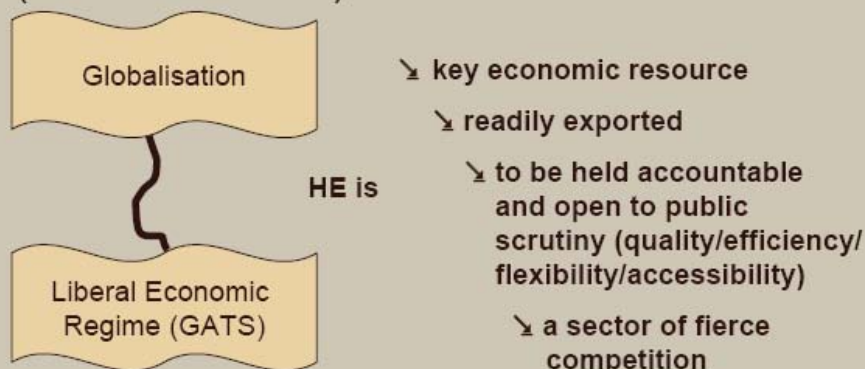 Globalisation
HE is
Liberal Economic
Regime (GATS)
↘ key economic resource
↘ readily exported
↘ to be held accountable
and open to public
scrutiny (quality/efficiency/
flexibility/accessibility)
↘ a sector of fierce
competition